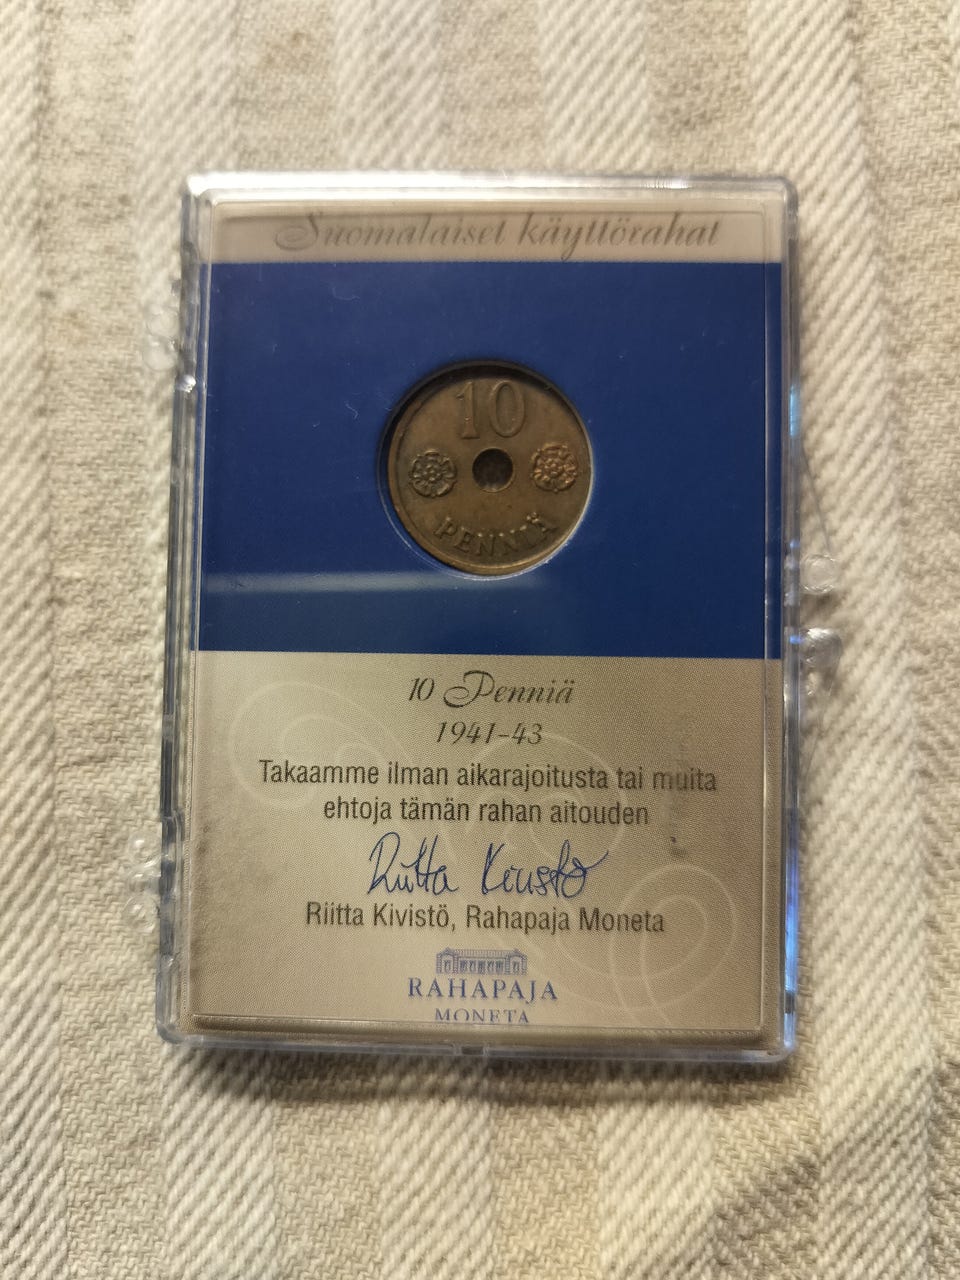 Suomalaiset käyttörahat
10
PENNIÄ
10 Penniä
1941-43
Takaamme ilman aikarajoitusta tai muita
ehtoja tämän rahan aitouden
Riitta Kivistö
Riitta Kivistö, Rahapaja Moneta
RAHAPAJA
MONETA